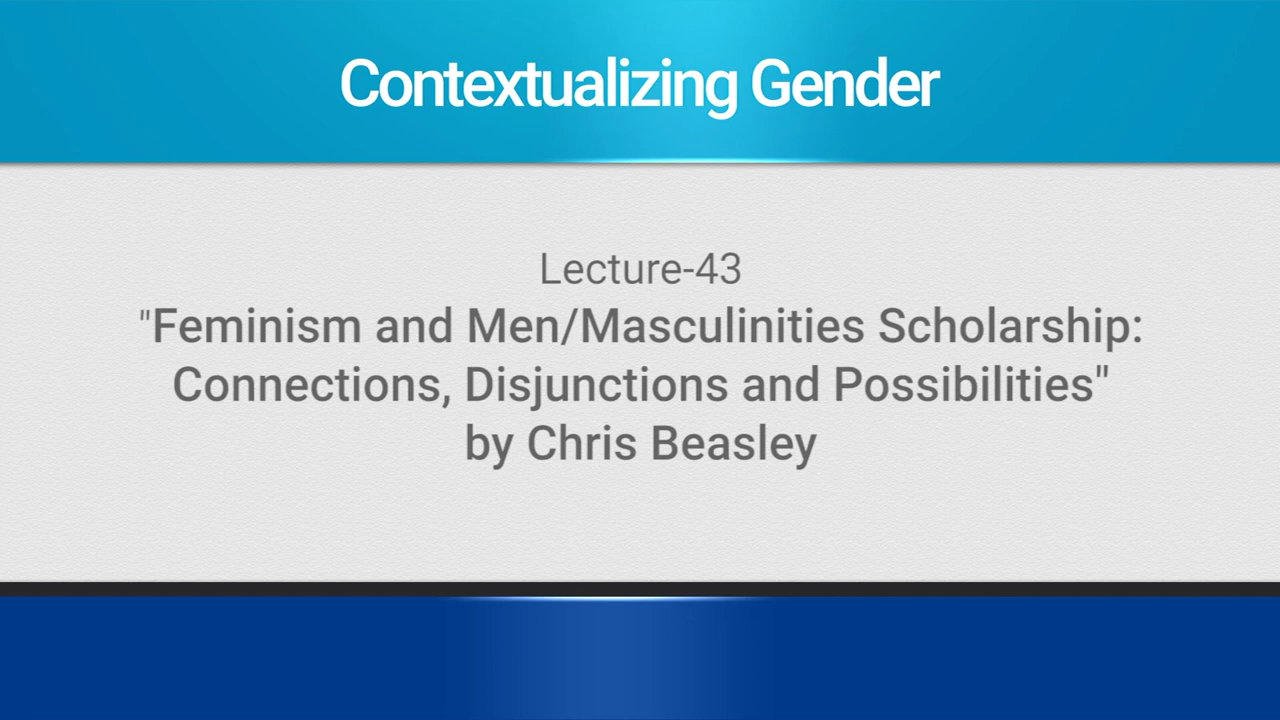 Contextualizing Gender
Lecture-43
"Feminism and Men/Masculinities Scholarship:
Connections, Disjunctions and Possibilities"
by Chris Beasley